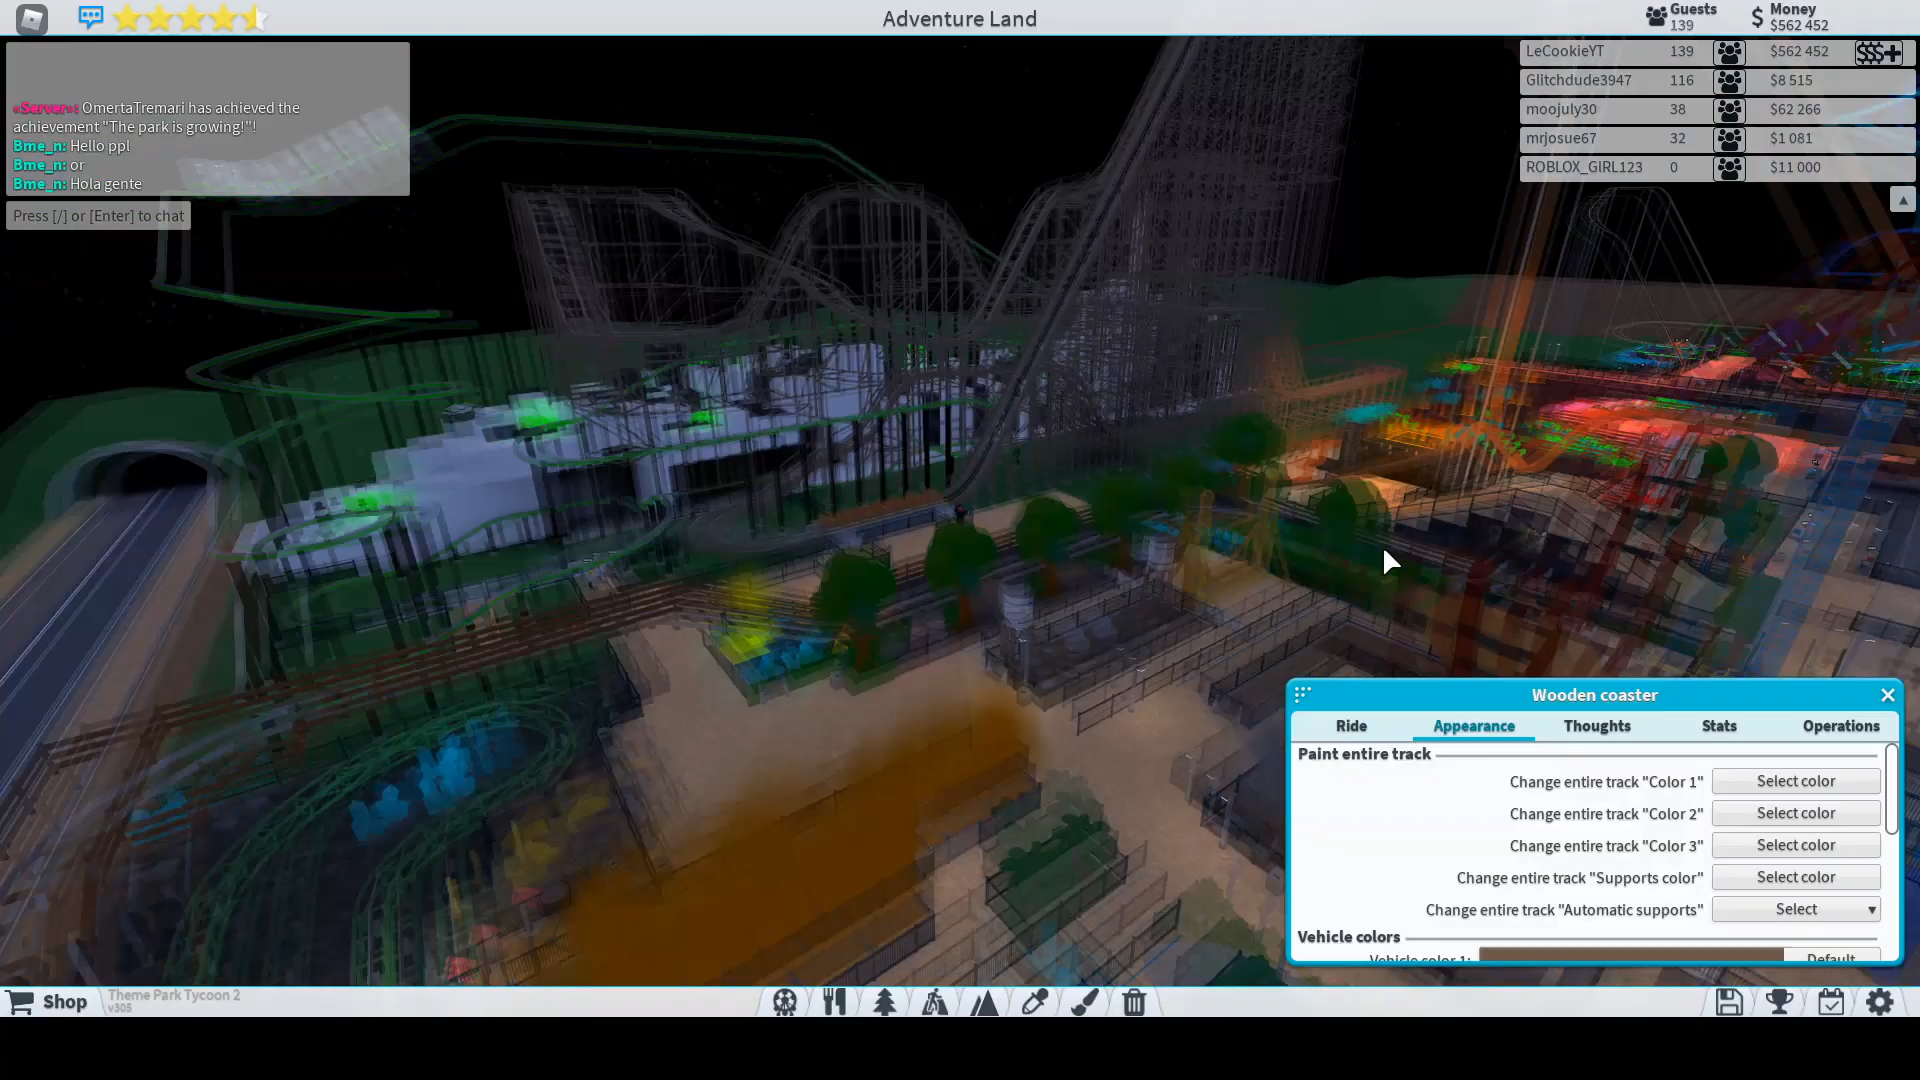 Adventure Land
Guests
139
Money
$562 452
LeCookieYT 139 $562 452 $$$+
Glitchdude3947 116 $8 515
moojuly30 38 $62 266
mrjosue67 32 $1 081
ROBLOX_GIRL123 0 $11 000
«Server»: OmertaTremari has achieved the
achievement "The park is growing!"!
Bme_n: Hello ppl
Bme_n: or
Bme_n: Hola gente
Press [/] or [Enter] to chat
Wooden coaster
Ride Appearance Thoughts Stats Operations
Paint entire track
Change entire track "Color 1" Select color
Change entire track "Color 2" Select color
Change entire track "Color 3" Select color
Change entire track "Supports color" Select color
Change entire track "Automatic supports" Select
Vehicle colors
Vehicle color 1: Default
Shop
Theme Park Tycoon 2
v305